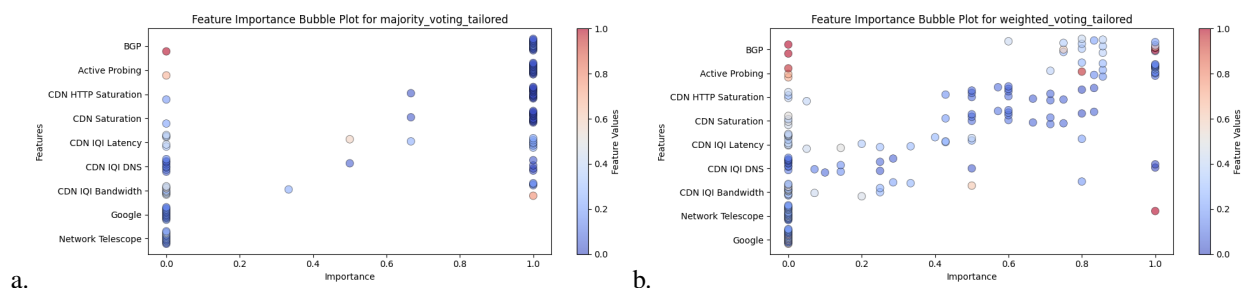 Feature Importance Bubble Plot for majority_voting_tailored
BGP
Active Probing
CDN HTTP Saturation
CDN Saturation
CDN IQI Latency
CDN IQI DNS
CDN IQI Bandwidth
Google
Network Telescope
Features
0.0 0.2 0.4 0.6 0.8 1.0
Importance
1.0
0.8
0.6
0.4
0.2
0.0
Feature Values
a.
Feature Importance Bubble Plot for weighted_voting_tailored
BGP
Active Probing
CDN HTTP Saturation
CDN Saturation
CDN IQI Latency
CDN IQI DNS
CDN IQI Bandwidth
Network Telescope
Google
Features
0.0 0.2 0.4 0.6 0.8 1.0
Importance
1.0
0.8
0.6
0.4
0.2
0.0
Feature Values
b.